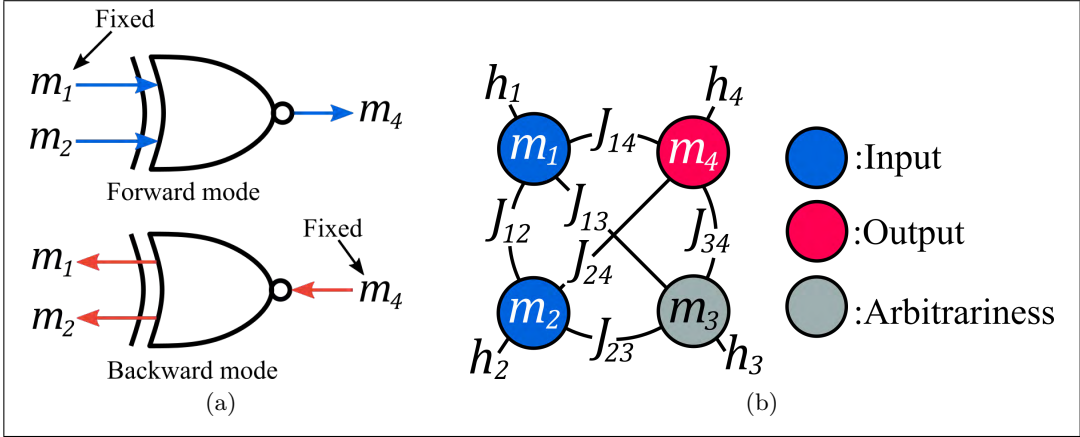 Fixed
m1
m2
m4
Forward mode
Fixed
m1
m2
m4
Backward mode
(a)
h1
h4
m1
J14
m4
J12
J13
J24
J34
m2
J23
m3
h2
h3
:Input
:Output
:Arbitrariness
(b)